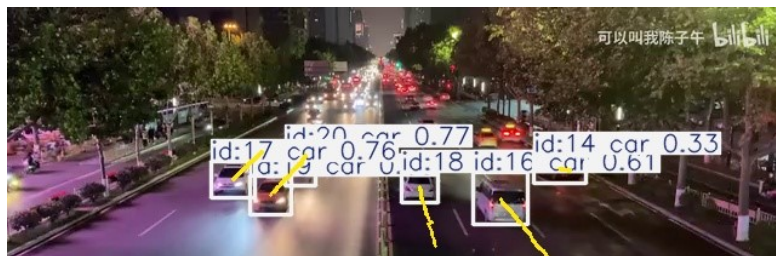 可以叫我陈子午 bilibili
id:20 car 0.77
id:14 car 0.33
id:17 car 0.76
id:18
id:16 car 0.61